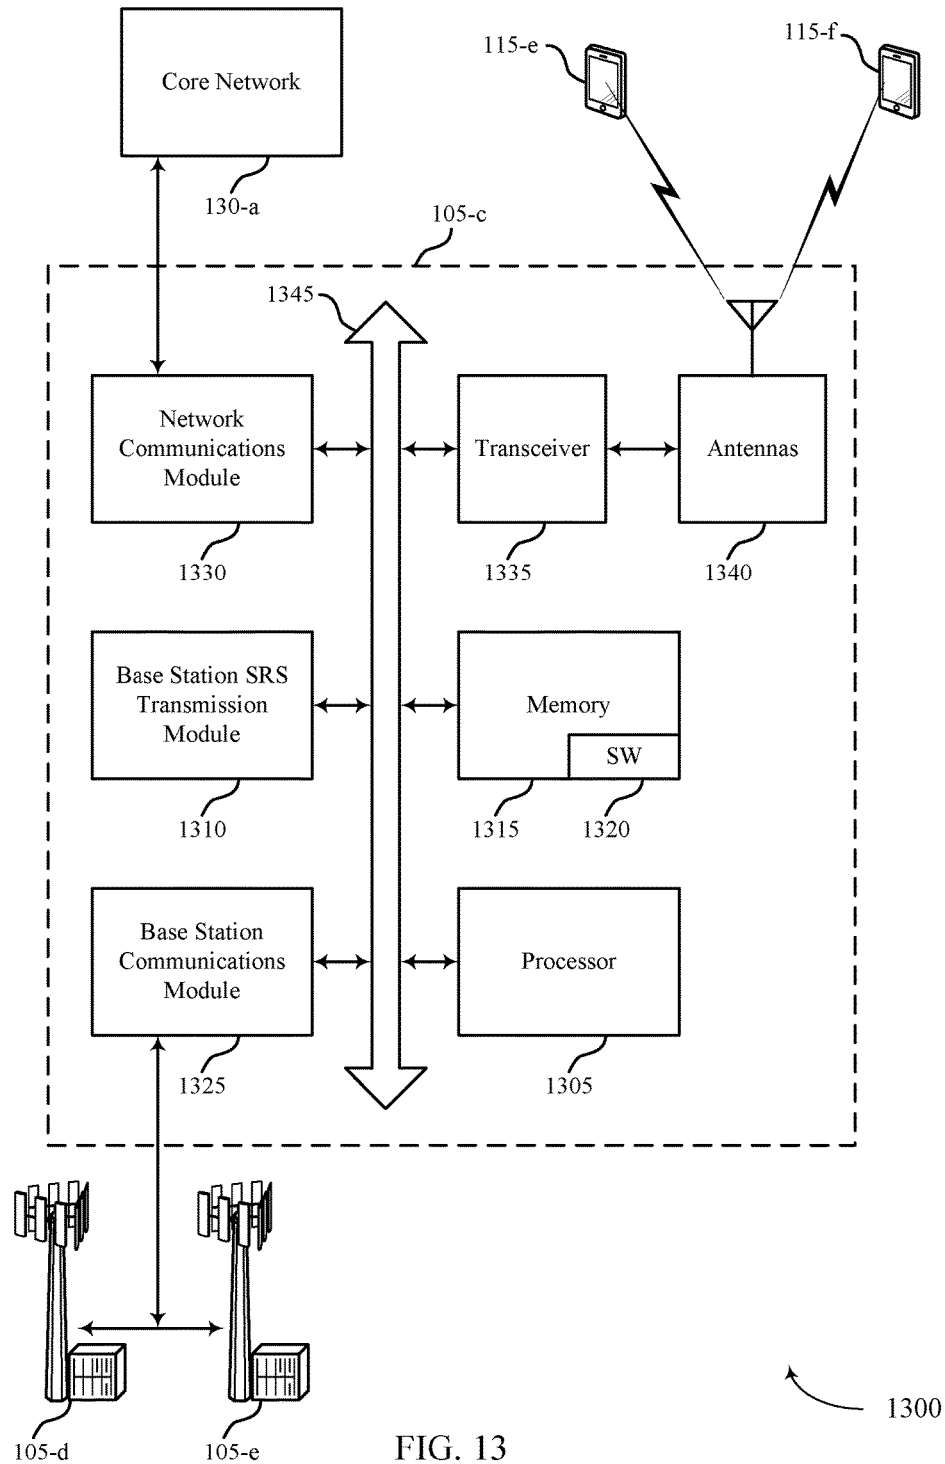 Core Network
130-a
115-e
115-f
105-c
1345
Network
Communications
Module
1330
Transceiver
1335
Antennas
1340
Base Station SRS
Transmission
Module
1310
Memory
SW
1315
1320
Base Station
Communications
Module
1325
Processor
1305
105-d
105-e
1300
FIG. 13